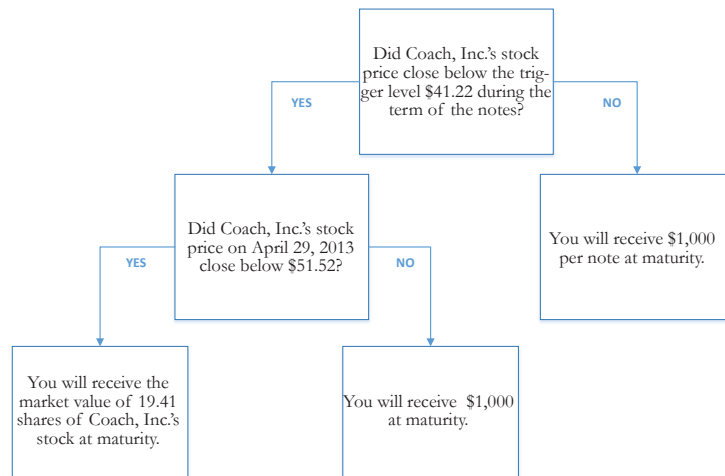 Did Coach, Inc.'s stock
price close below the trig-
ger level $41.22 during the
term of the notes?
YES
NO
Did Coach, Inc.'s stock
price on April 29, 2013
close below $51.52?
You will receive $1,000
per note at maturity.
YES
NO
You will receive the
market value of 19.41
shares of Coach, Inc.'s
stock at maturity.
You will receive $1,000
at maturity.